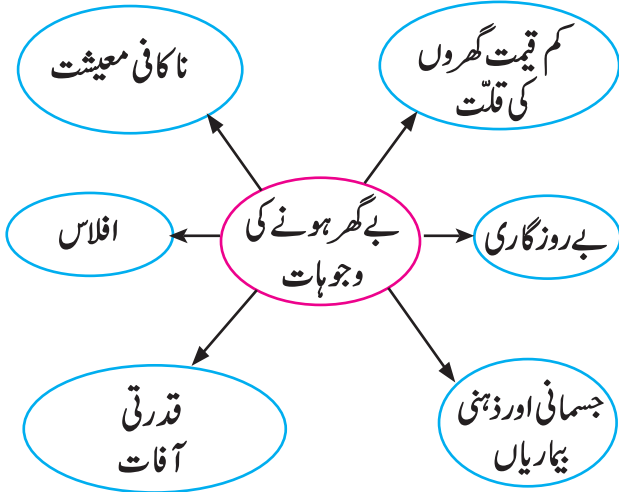 کم قیمت گھروں
کی قلّت
ناکافی معیشت
بے گھر ہونے کی
وجوہات
بے روزگاری
افلاس
جسمانی اور ذہنی
بیماریاں
قدرتی
آفات